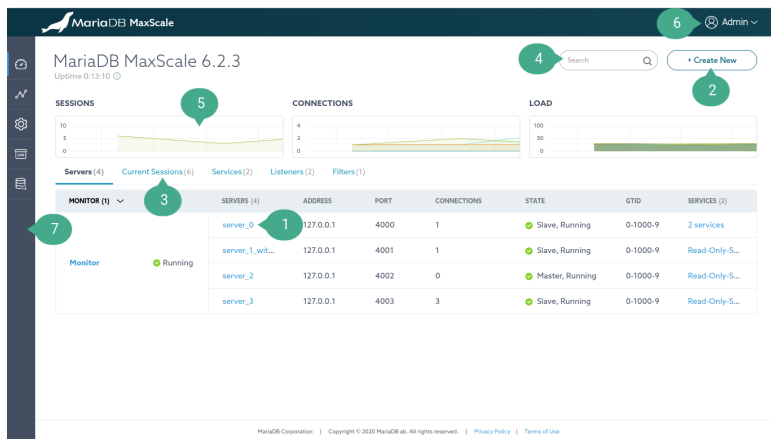 MariaDB MaxScale
6
Admin
MariaDB MaxScale 6.2.3
Uptime 0:13:10
4
Search
+ Create New
2
SESSIONS
5
CONNECTIONS
LOAD
10
5
0
4
2
0
100
50
0
Servers (4) Current Sessions (6) Services (2) Listeners (2) Filters (1)
3
MONITOR (1) SERVERS (4) ADDRESS PORT CONNECTIONS STATE GTID SERVICES (2)
7
1
Monitor Running
server_0 127.0.0.1 4000 1 Slave, Running 0-1000-9 2 services
server_1_wit... 127.0.0.1 4001 1 Slave, Running 0-1000-9 Read-Only-S...
server_2 127.0.0.1 4002 0 Master, Running 0-1000-9 Read-Only-S...
server_3 127.0.0.1 4003 3 Slave, Running 0-1000-9 Read-Only-S...
MariaDB Corporation | Copyright © 2020 MariaDB ab. All rights reserved. | Privacy Policy | Terms of Use